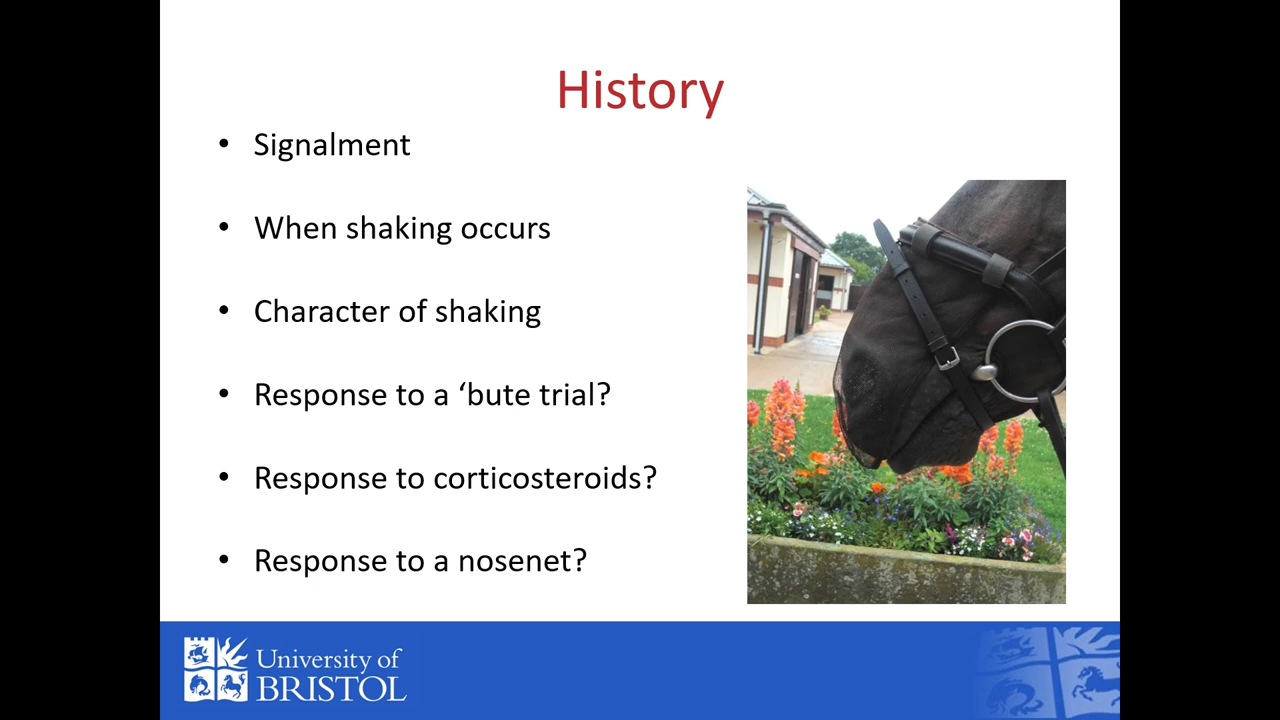 History
• Signalment
• When shaking occurs
• Character of shaking
• Response to a ‘bute trial?
• Response to corticosteroids?
• Response to a nosenet?
University of
BRISTOL